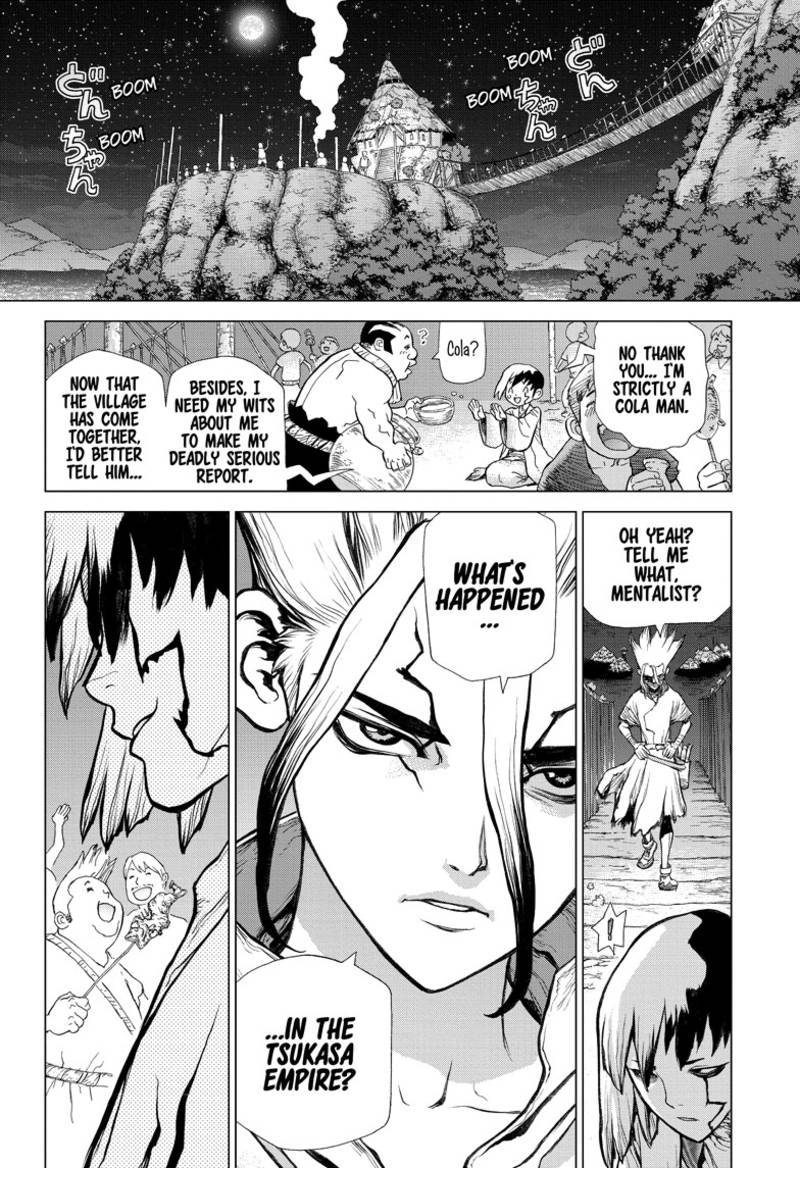 BOOM
どん
BOOM
ちゃん
BOOM
どん
BOOM
ちゃん
NO THANK
YOU... I'M
STRICTLY A
COLA MAN.
Cola?
?
BESIDES, I
NEED MY WITS
ABOUT ME
TO MAKE MY
DEADLY SERIOUS
REPORT.
NOW THAT
THE VILLAGE
HAS COME
TOGETHER,
I'D BETTER
TELL HIM...
OH YEAH?
TELL ME
WHAT,
MENTALIST?
!
WHAT'S
HAPPENED
...
...IN THE
TSUKASA
EMPIRE?